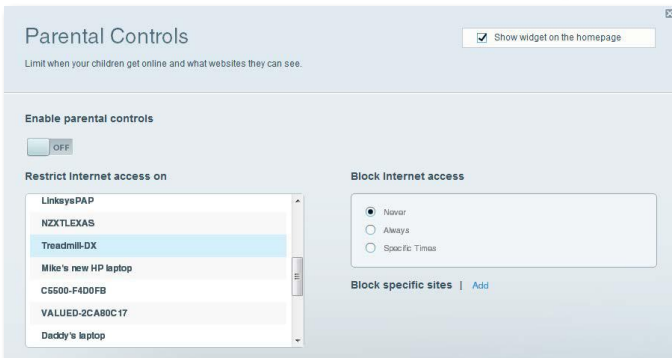 Parental Controls
Show widget on the homepage
Limit when your children get online and what websites they can see.
Enable parental controls
OFF
Restrict Internet access on
LinksysPAP
NZXTLEXAS
Treadmill-DX
Mike's new HP laptop
C5500-F4D0FB
VALUED-2CA80C17
Daddy's laptop
Block Internet access
Never
Always
Specific Times
Block specific sites | Add